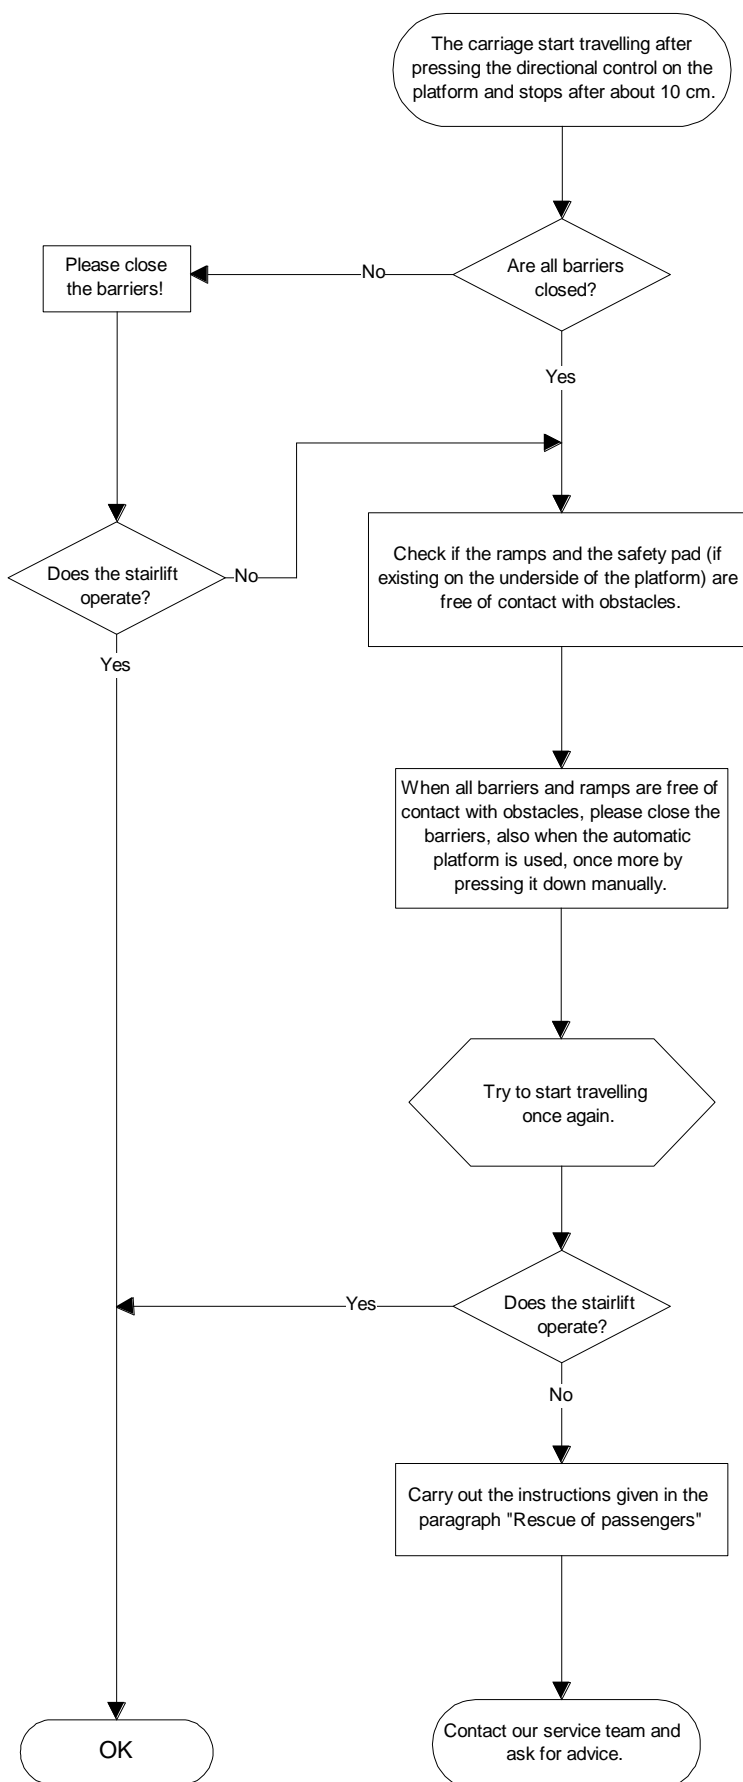 The carriage start travelling after
pressing the directional control on the
platform and stops after about 10 cm.
Please close
the barriers!
No
Are all barriers
closed?
Yes
Does the stairlift
operate?
No
Yes
Check if the ramps and the safety pad (if
existing on the underside of the platform) are
free of contact with obstacles.
When all barriers and ramps are free of
contact with obstacles, please close the
barriers, also when the automatic
platform is used, once more by
pressing it down manually.
Try to start travelling
once again.
Yes
Does the stairlift
operate?
No
Carry out the instructions given in the
paragraph "Rescue of passengers"
OK
Contact our service team and
ask for advice.